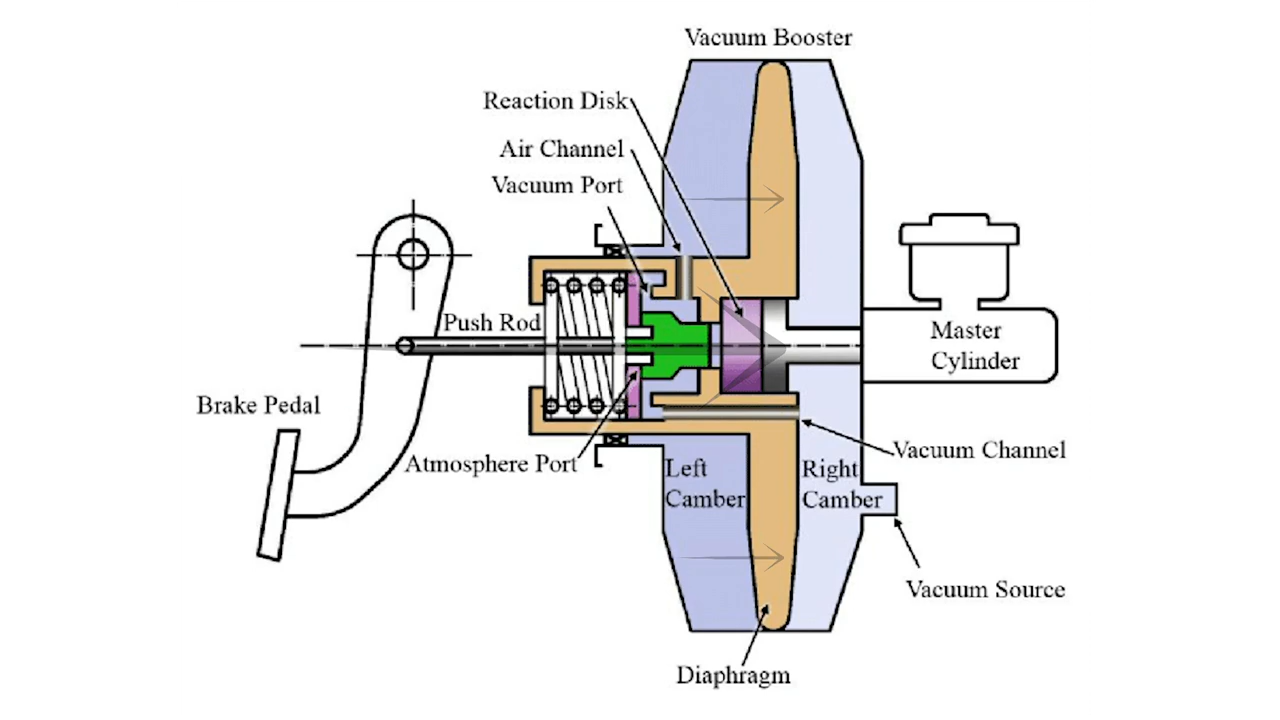 Vacuum Booster
Reaction Disk
Air Channel
Vacuum Port
Push Rod
Master
Cylinder
Brake Pedal
Atmosphere Port
Left
Camber
Right
Camber
Vacuum Channel
Vacuum Source
Diaphragm